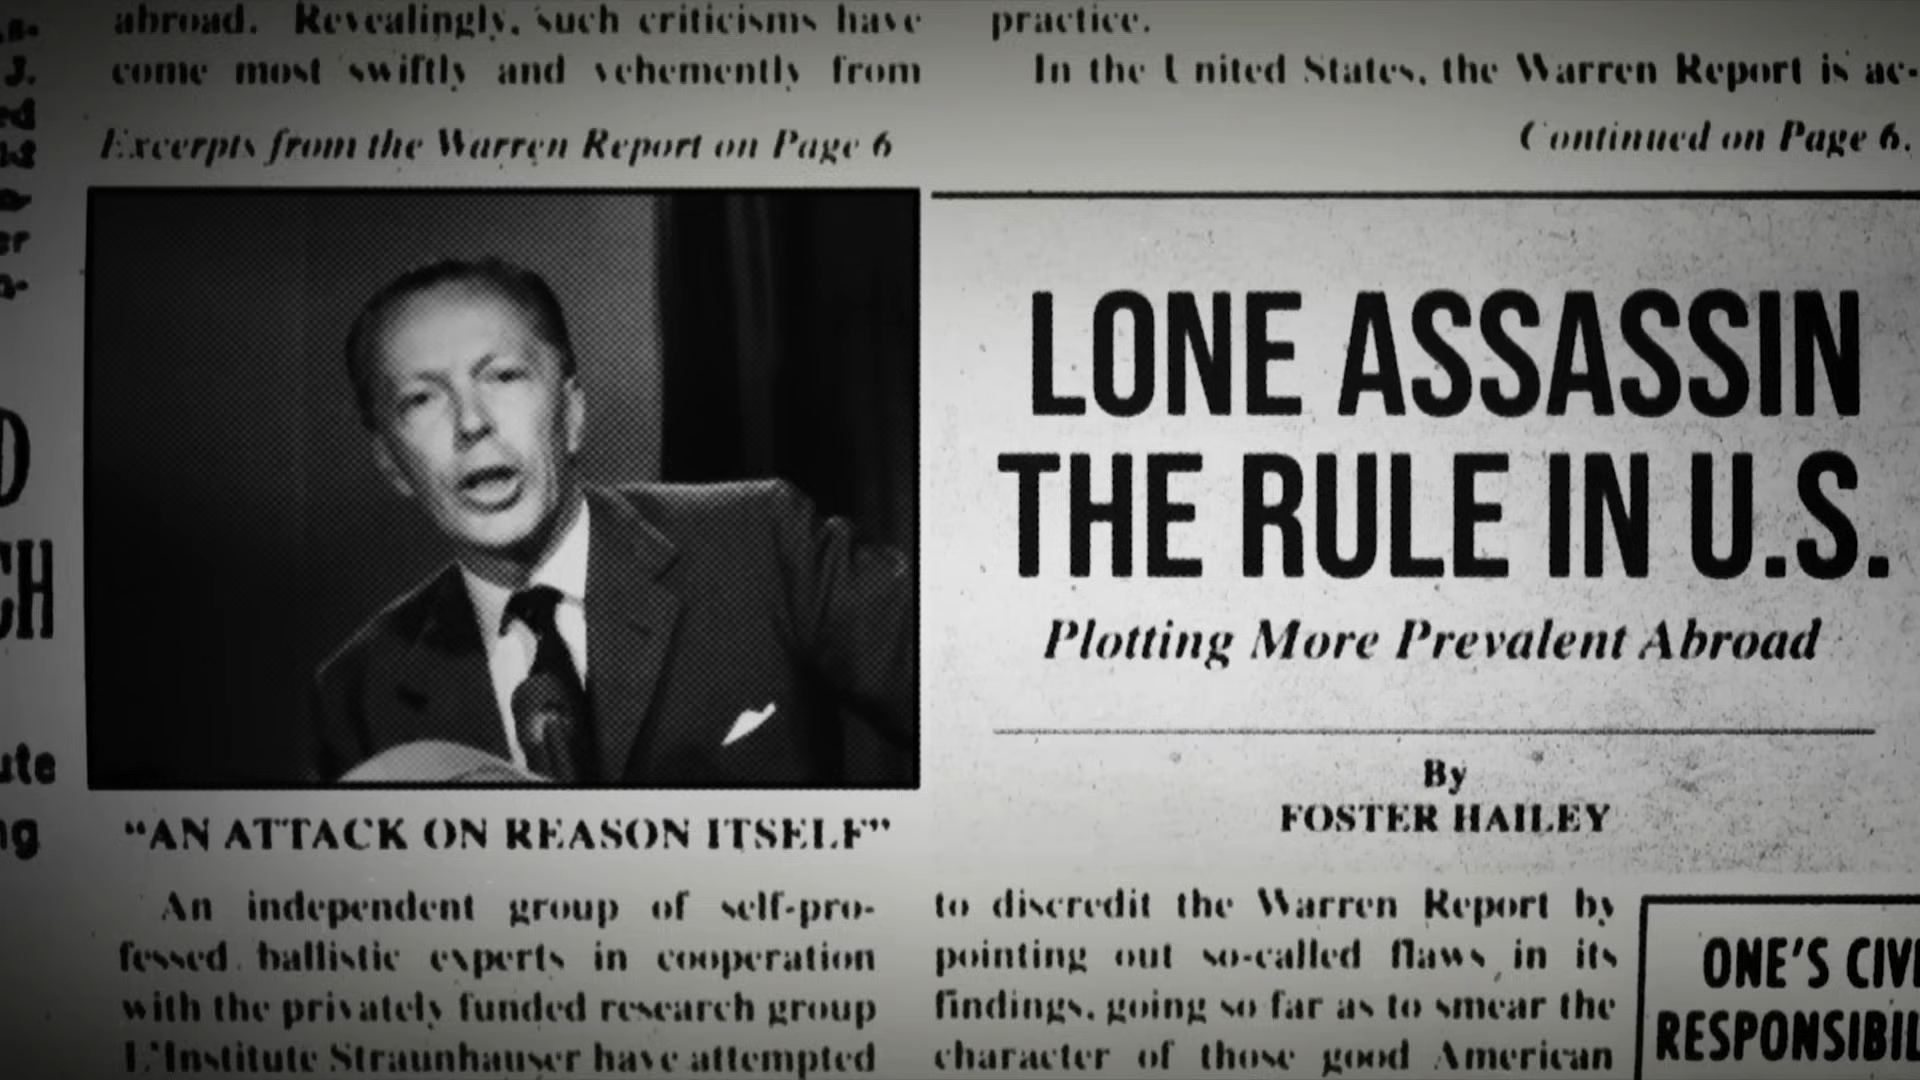 abroad. Revealingly, such criticisms have
come most swiftly and vehemently from
Excerpts from the Warren Report on Page 6
practice.
In the United States, the Warren Report is ac-
Continued on Page 6.
LONE ASSASSIN
THE RULE IN U.S.
Plotting More Prevalent Abroad
By
FOSTER HAILEY
"AN ATTACK ON REASON ITSELF"
An independent group of self-pro-
fessed ballistic experts in cooperation
with the privately funded research group
L'Institute Straunhauser have attempted
to discredit the Warren Report by
pointing out so-called flaws in its
findings, going so far as to smear the
character of those good American
ONE'S CIV
RESPONSIBIL